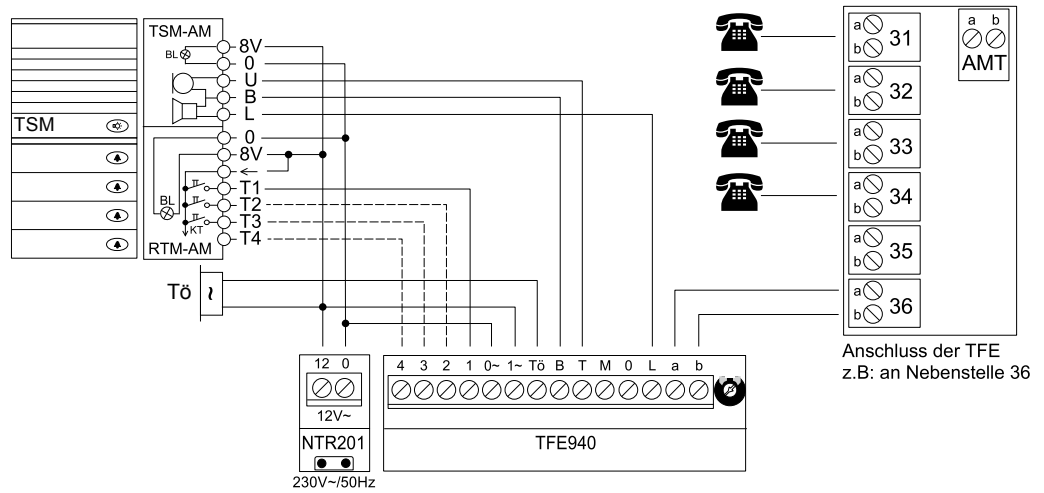 TSM-AM
BL
8V
0
U
B
L
TSM
0
8V
←
T1
T2
T3
T4
BL
KT
RTM-AM
Tö ~
a b
AMT
a 31
b
a 32
b
a 33
b
a 34
b
a 35
b
a 36
b
Anschluss der TFE
z.B: an Nebenstelle 36
12 0
12V~
NTR201
230V~/50Hz
4 3 2 1 0~ 1~ Tö B T M 0 L a b
TFE940